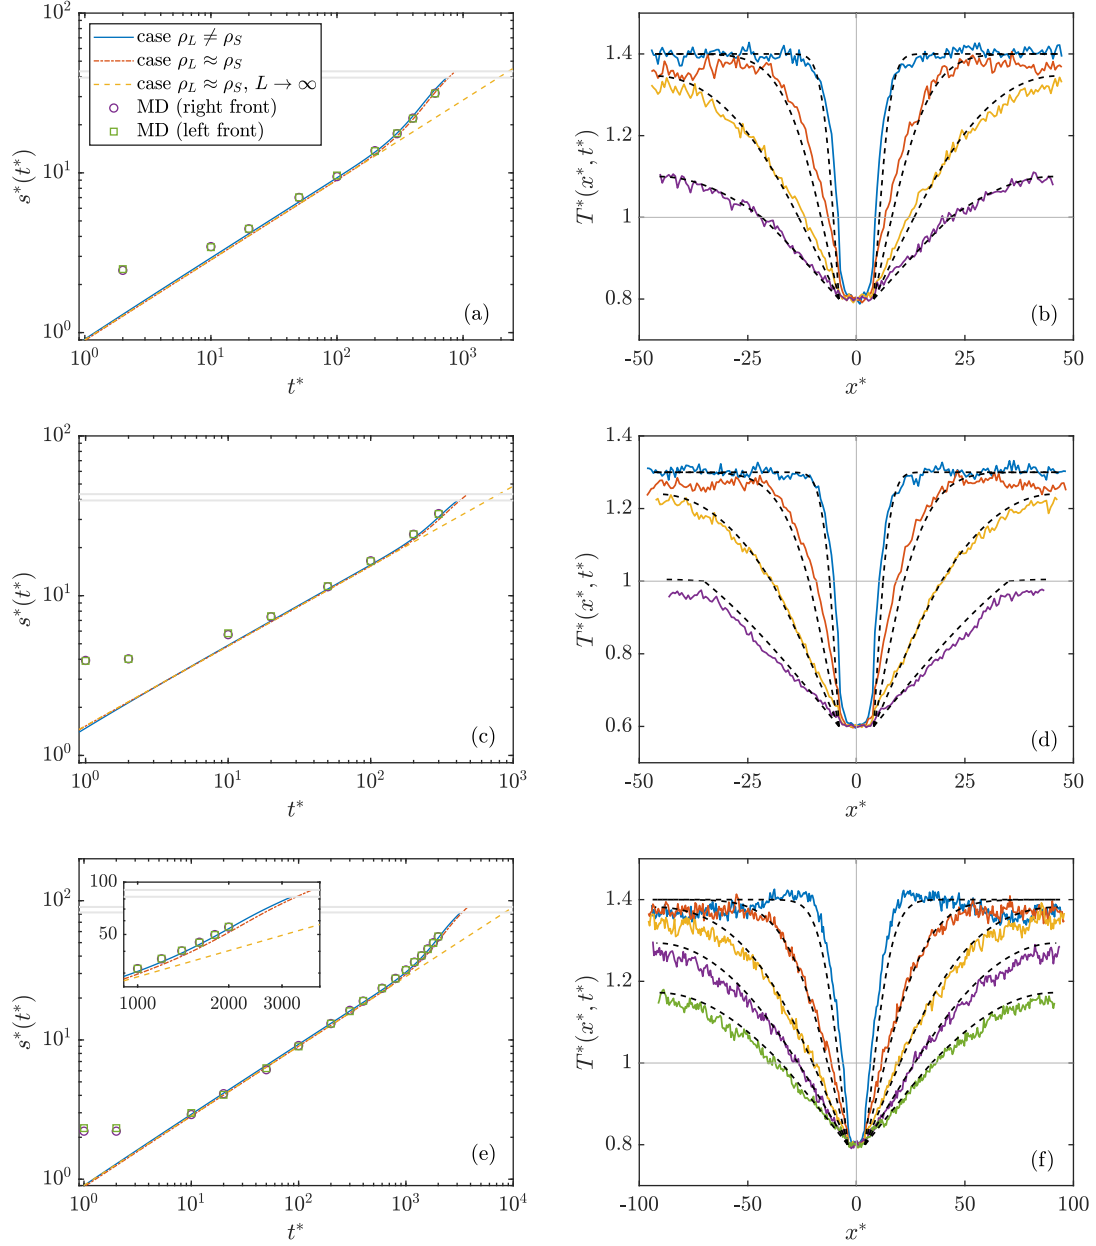 10² 
10¹
10⁰
s*(t*)
case ρ_L ≠ ρ_S
case ρ_L ≈ ρ_S
case ρ_L ≈ ρ_S, L → ∞
MD (right front)
MD (left front)
(a)
10⁰ 10¹ 10² 10³
t*
1.4
1.2
1
0.8
T*(x*, t*)
(b)
-50 -25 0 25 50
x*
10²
10¹
10⁰
s*(t*)
(c)
10⁰ 10¹ 10² 10³
t*
1.4
1.2
1
0.8
0.6
T*(x*, t*)
(d)
-50 -25 0 25 50
x*
10²
10¹
10⁰
s*(t*)
100
50
1000 2000 3000
(e)
10⁰ 10¹ 10² 10³ 10⁴
t*
1.4
1.2
1
0.8
T*(x*, t*)
(f)
-100 -50 0 50 100
x*